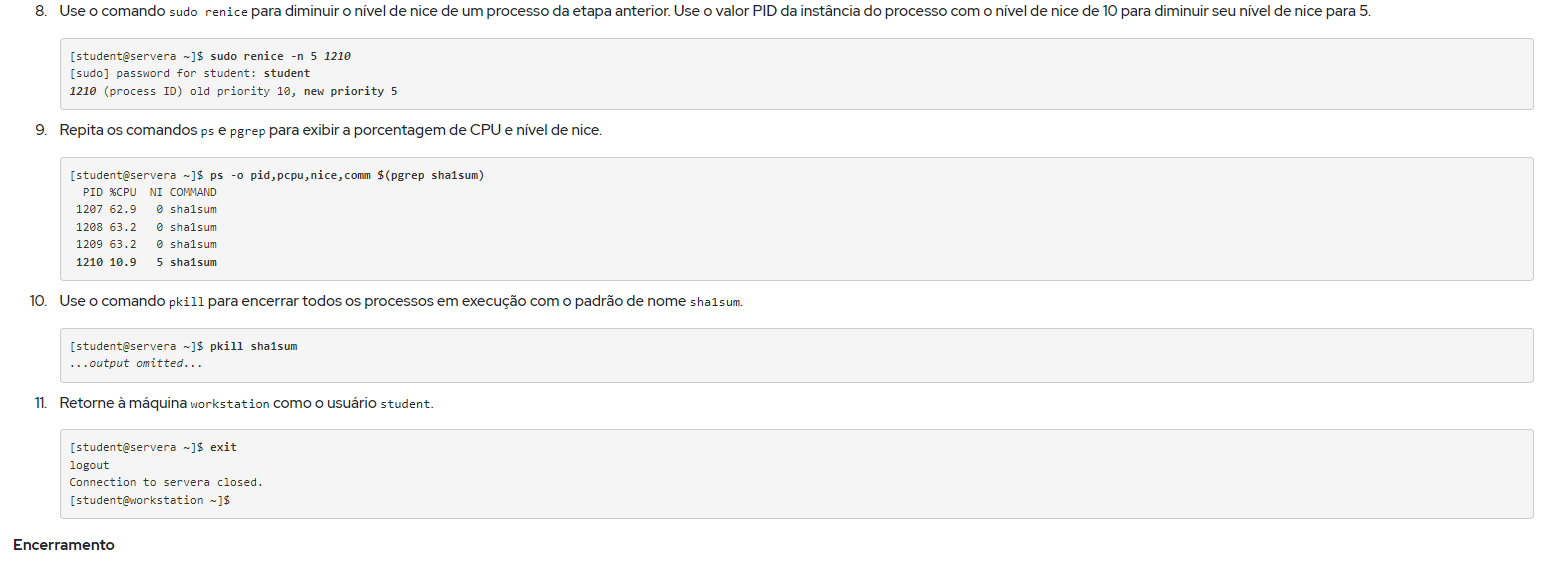 8. Use o comando sudo renice para diminuir o nível de nice de um processo da etapa anterior. Use o valor PID da instância do processo com o nível de nice de 10 para diminuir seu nível de nice para 5.
[student@servera ~]$ sudo renice -n 5 1210
[sudo] password for student: student
1210 (process ID) old priority 10, new priority 5
9. Repita os comandos ps e pgrep para exibir a porcentagem de CPU e nível de nice.
[student@servera ~]$ ps -o pid,pcpu,nice,comm $(pgrep sha1sum)
PID %CPU NI COMMAND
1207 62.9 0 sha1sum
1208 63.2 0 sha1sum
1209 63.2 0 sha1sum
1210 10.9 5 sha1sum
10. Use o comando pkill para encerrar todos os processos em execução com o padrão de nome sha1sum.
[student@servera ~]$ pkill sha1sum
...output omitted...
11. Retorne à máquina workstation como o usuário student.
[student@servera ~]$ exit
logout
Connection to servera closed.
[student@workstation ~]$
Encerramento